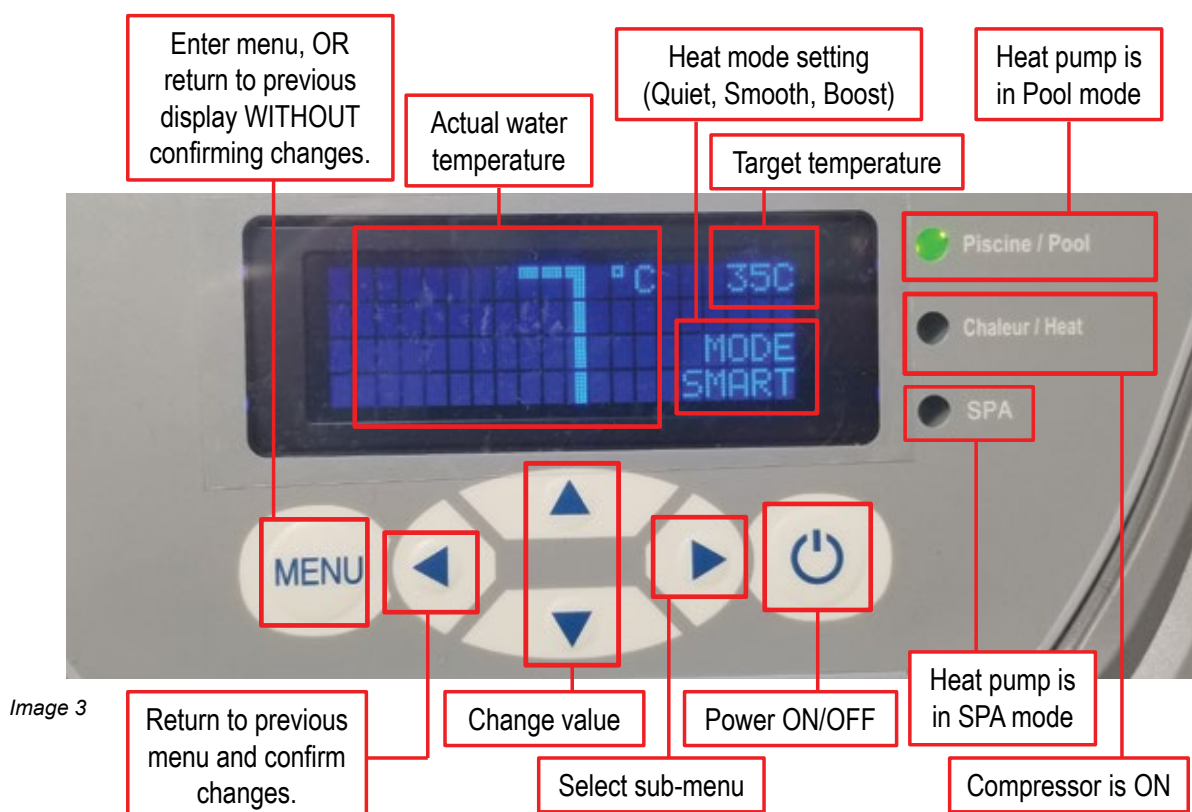 Enter menu, OR
return to previous
display WITHOUT
confirming changes.
Actual water
temperature
Heat mode setting
(Quiet, Smooth, Boost)
Target temperature
Heat pump is
in Pool mode
7 °C
35C
MODE
SMART
Piscine / Pool
Chaleur / Heat
SPA
MENU
Image 3
Return to previous
menu and confirm
changes.
Change value
Select sub-menu
Power ON/OFF
Heat pump is
in SPA mode
Compressor is ON